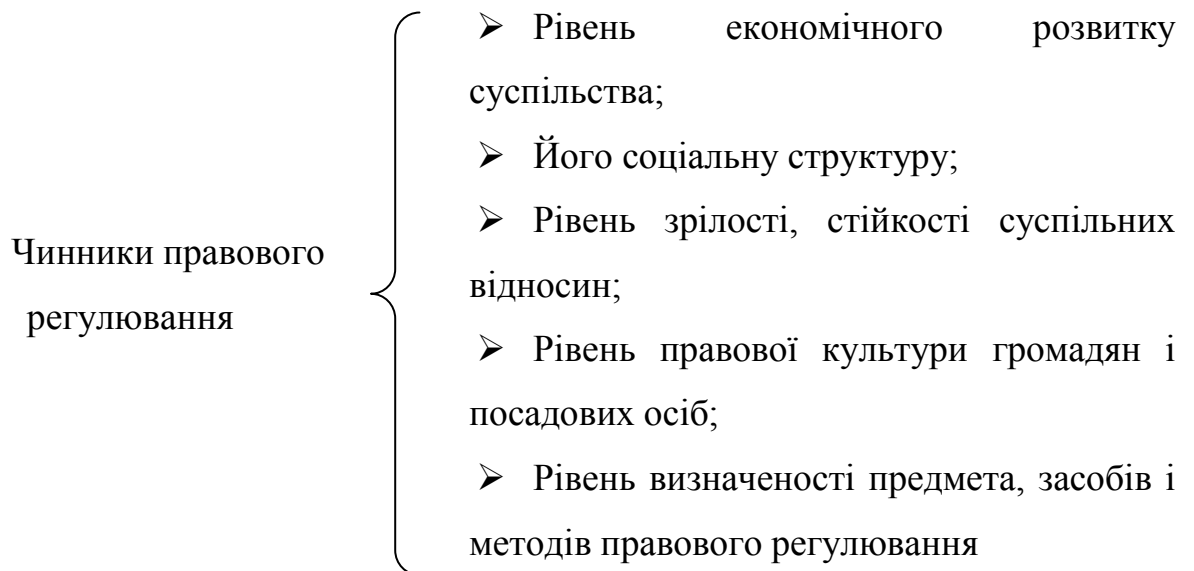 Чинники правового
регулювання
➢ Рівень економічного розвитку
суспільства;
➢ Його соціальну структуру;
➢ Рівень зрілості, стійкості суспільних
відносин;
➢ Рівень правової культури громадян і
посадових осіб;
➢ Рівень визначеності предмета, засобів і
методів правового регулювання